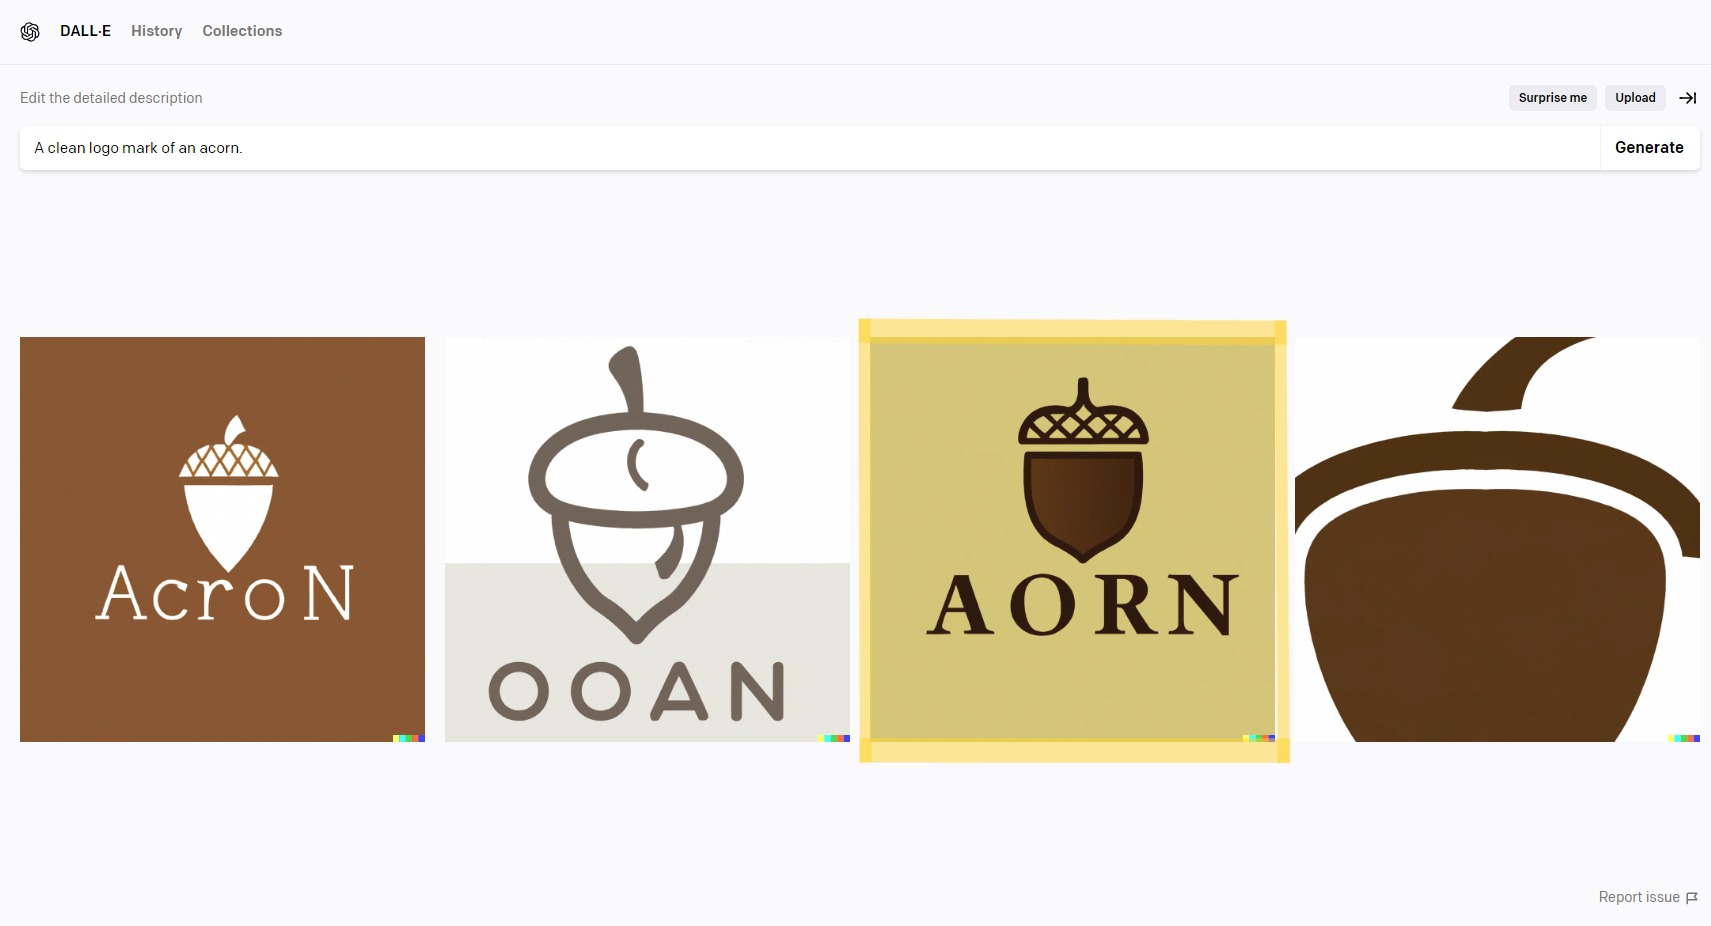 DALL·E History Collections
Edit the detailed description
Surprise me Upload
A clean logo mark of an acorn.
Generate
AcroN
OOAN
AORN
Report issue